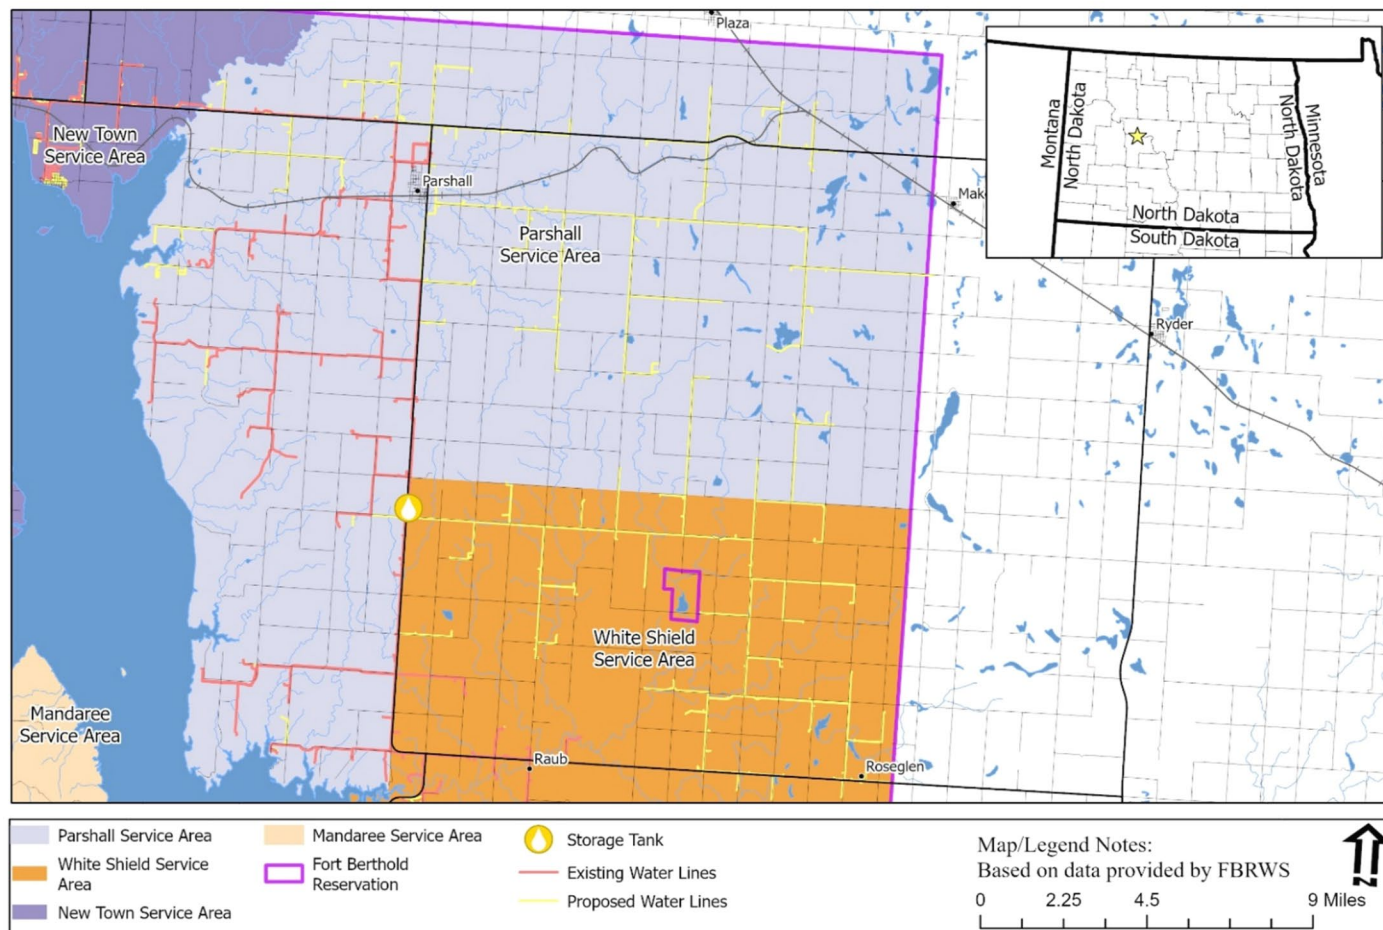 Plaza
New Town
Service Area
Parshall
Parshall
Service Area
Mak
Montana
North Dakota
Minnesota
North Dakota
North Dakota
South Dakota
Ryder
White Shield
Service Area
Mandaree
Service Area
Raub
Roseglen
Parshall Service Area
White Shield Service
Area
New Town Service Area
Mandaree Service Area
Fort Berthold
Reservation
Storage Tank
Existing Water Lines
Proposed Water Lines
Map/Legend Notes:
Based on data provided by FBRWS
0 2.25 4.5 9 Miles
N